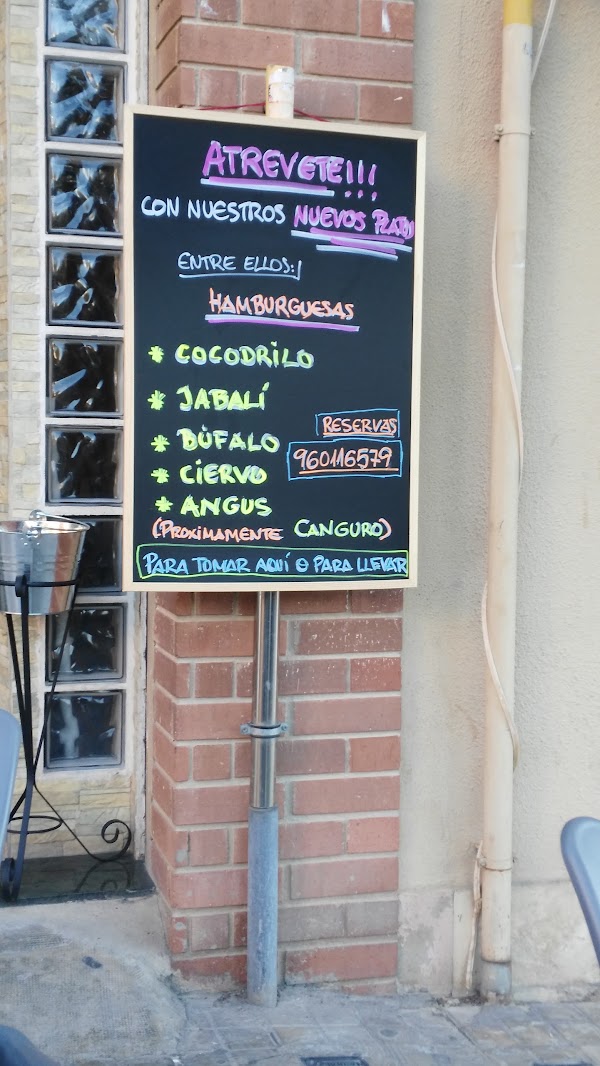 ATREVETE!!!
CON NUESTROS NUEVOS PLATOS
ENTRE ELLOS:
HAMBURGUESAS
* COCODRILO
* JABALÍ
* BÚFALO
* CIERVO
* ANGUS
RESERVAS
960116579
(PROXIMAMENTE CANGURO)
PARA TOMAR AQUÍ O PARA LLEVAR